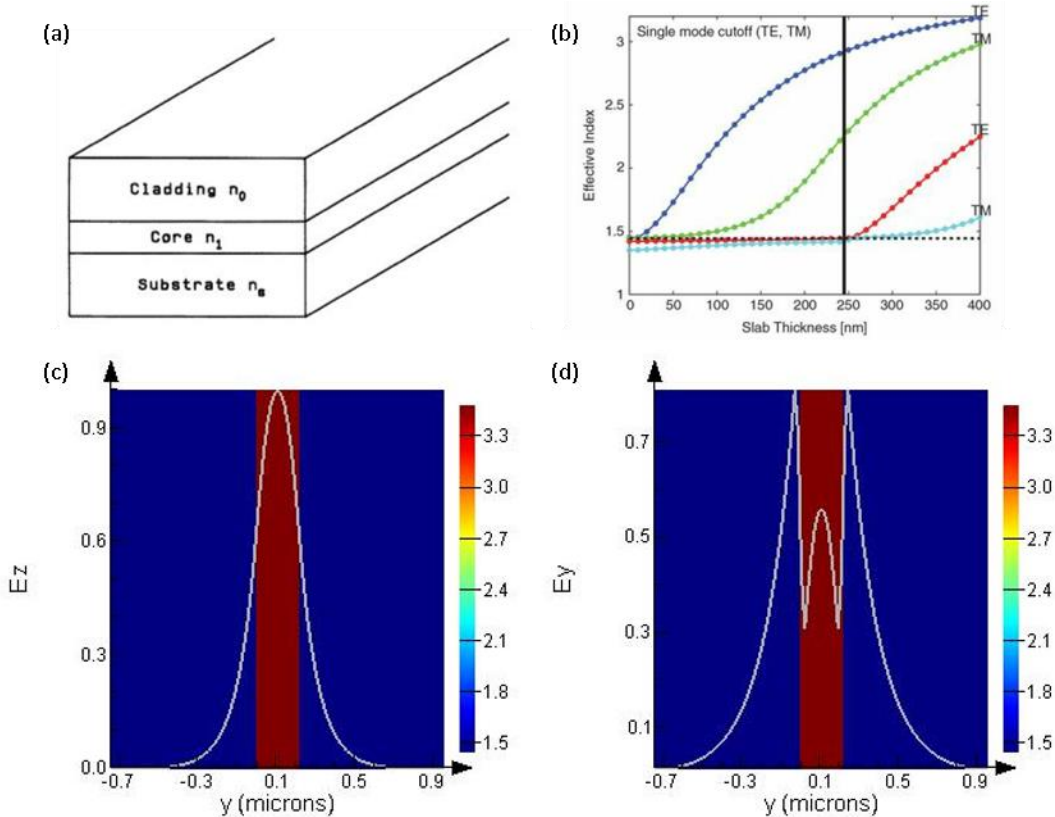 (a)
Cladding n0
Core n1
Substrate ns
(b)
Single mode cutoff (TE, TM)
TE
TM
TE
TM
3
2.5
2
1.5
1
Effective Index
0 50 100 150 200 250 300 350 400
Slab Thickness [nm]
(c)
0.9
0.6
0.3
0.0
Ez
-0.7 0.1 0.5 0.9
y (microns)
3.3
3.0
2.7
2.4
2.1
1.8
1.5
(d)
0.7
0.5
0.3
0.1
Ey
-0.7 -0.3 0.1 0.5 0.9
y (microns)
3.3
3.0
2.7
2.4
2.1
1.8
1.5